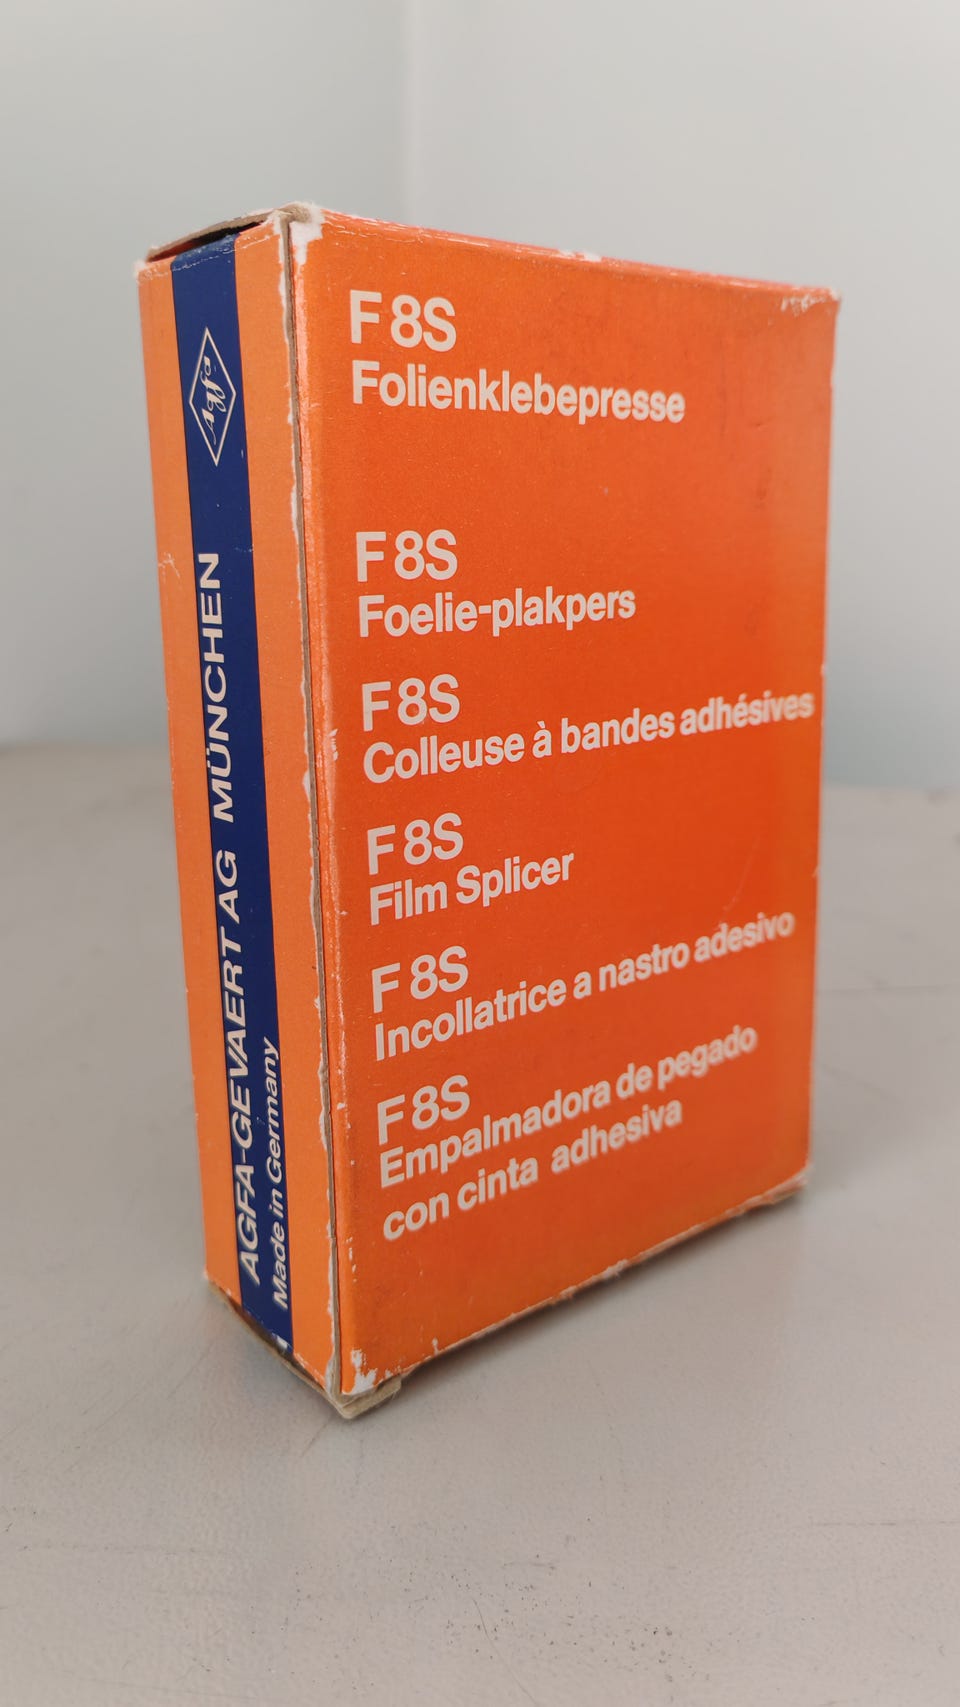 Agfa
AGFA-GEVAERT AG MÜNCHEN
Made in Germany
F 8S
Folienklebepresse
F 8S
Foelie-plakpers
F 8S
Colleuse à bandes adhésives
F 8S
Film Splicer
F 8S
Incollatrice a nastro adesivo
F 8S
Empalmadora de pegado
con cinta adhesiva